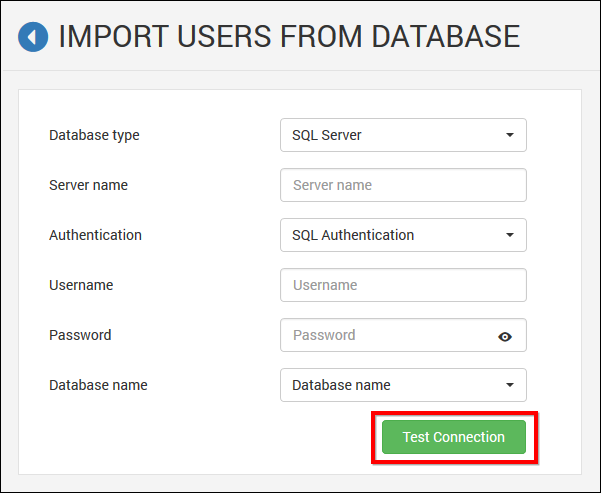 IMPORT USERS FROM DATABASE
Database type SQL Server
Server name Server name
Authentication SQL Authentication
Username Username
Password Password
Database name Database name
Test Connection